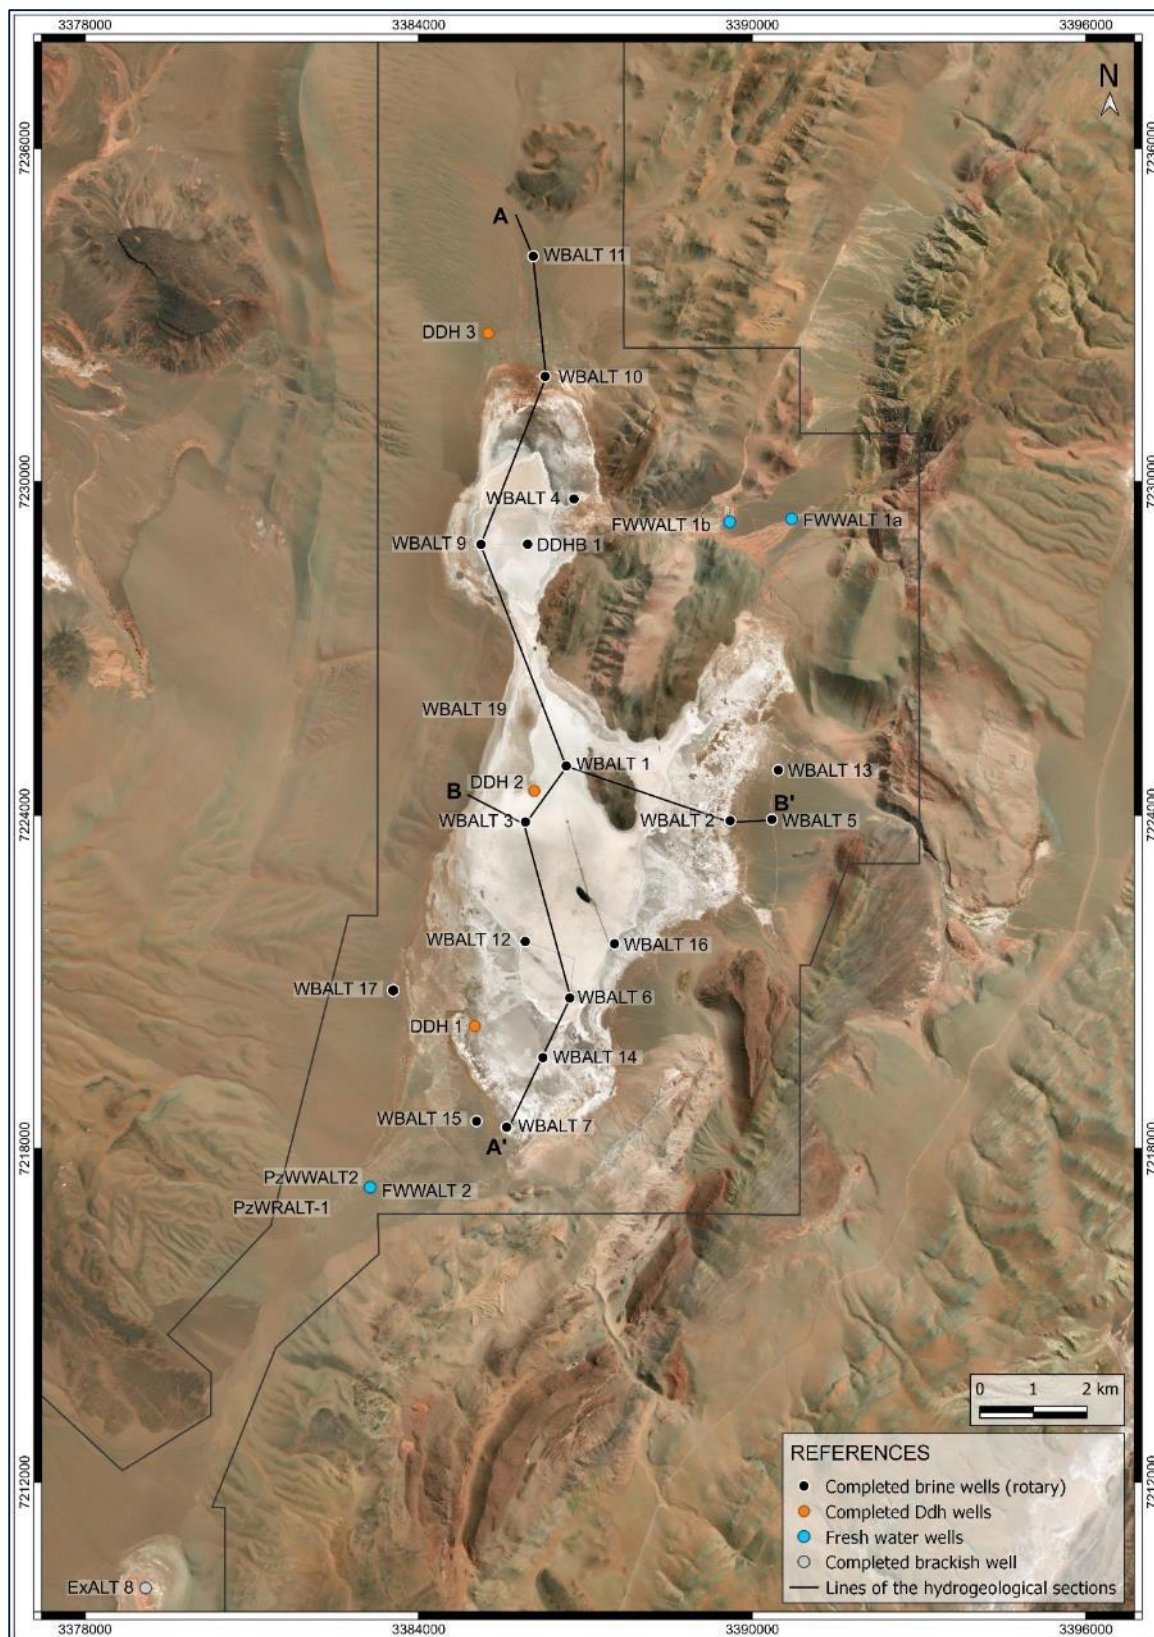 3378000
3384000
3390000
3396000
N
7236000
7236000
A
WBALT 11
DDH 3
WBALT 10
7230000
7230000
WBALT 4
FWWALT 1b
FWWALT 1a
WBALT 9
DDHB 1
WBALT 19
WBALT 1
WBALT 13
DDH 2
B
B'
7224000
7224000
WBALT 3
WBALT 2
WBALT 5
WBALT 12
WBALT 16
WBALT 17
WBALT 6
DDH 1
WBALT 14
WBALT 15
WBALT 7
A'
7218000
7218000
PzWWALT2
FWWALT 2
PzWRALT-1
0 1 2 km
REFERENCES
Completed brine wells (rotary)
Completed Ddh wells
Fresh water wells
Completed brackish well
Lines of the hydrogeological sections
7212000
7212000
ExALT 8
3378000
3384000
3390000
3396000